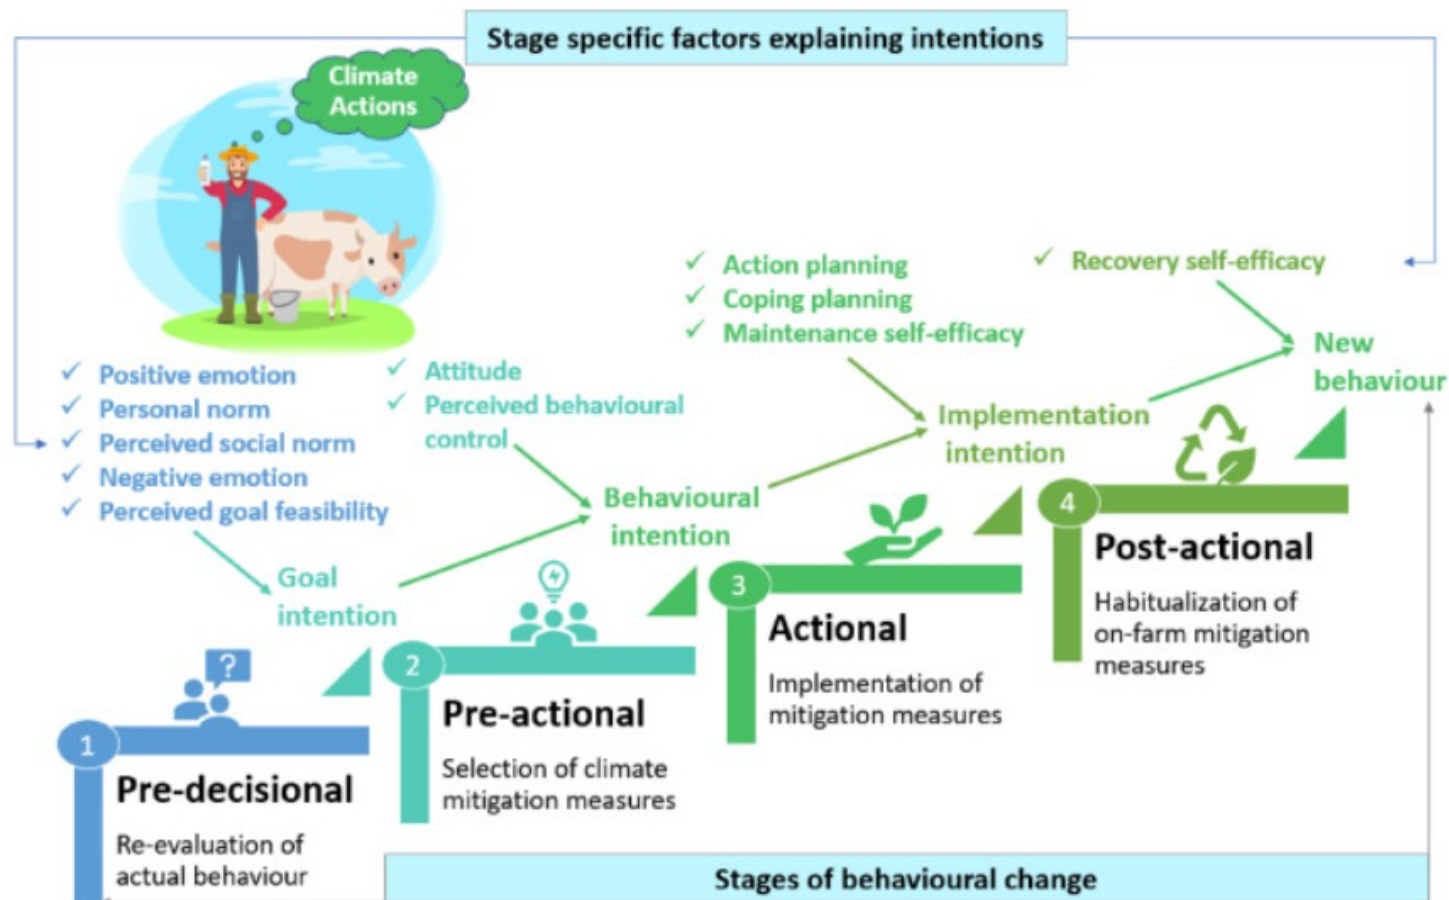 Stage specific factors explaining intentions
Climate
Actions
✓ Action planning
✓ Coping planning
✓ Maintenance self-efficacy
✓ Recovery self-efficacy
New
behaviour
✓ Positive emotion
✓ Personal norm
✓ Perceived social norm
✓ Negative emotion
✓ Perceived goal feasibility
✓ Attitude
✓ Perceived behavioural
control
Implementation
intention
Behavioural
intention
Goal
intention
?
1
Pre-decisional
Re-evaluation of
actual behaviour
2
Pre-actional
Selection of climate
mitigation measures
3
Actional
Implementation of
mitigation measures
4
Post-actional
Habitualization of
on-farm mitigation
measures
Stages of behavioural change